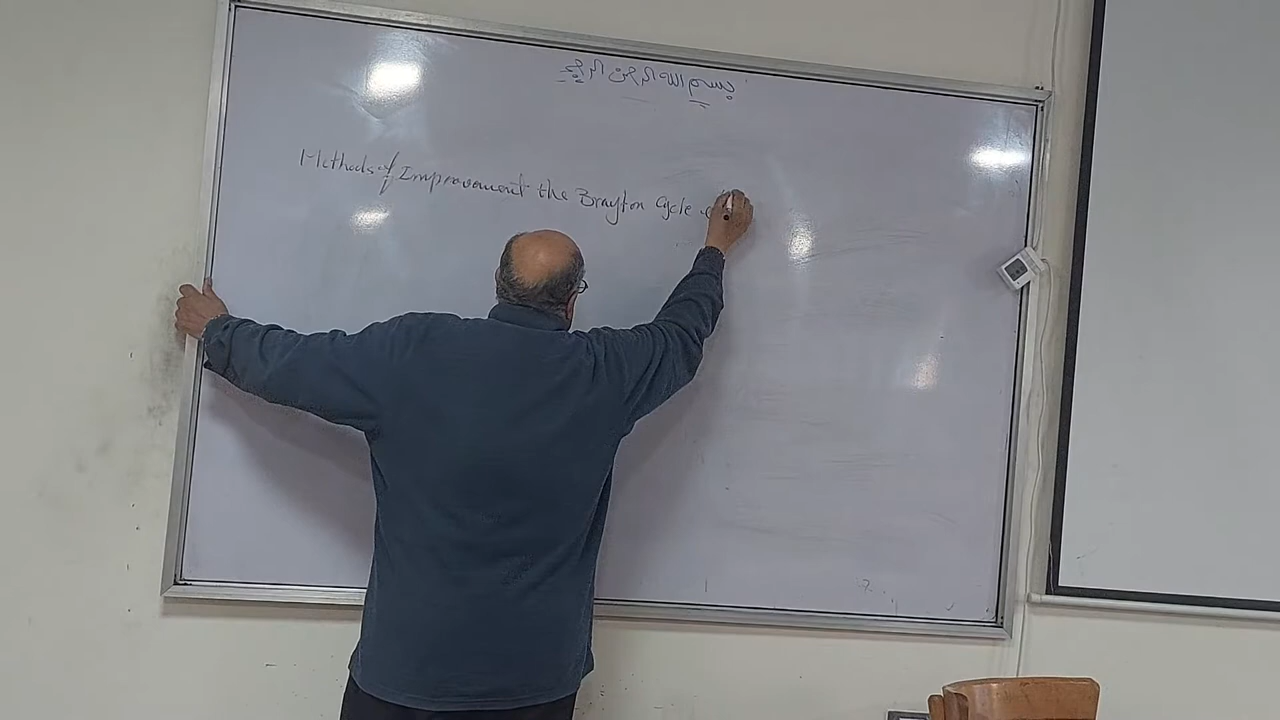 بسم الله الرحمن الرحيم
Methods of Improvement the Brayton Cycle